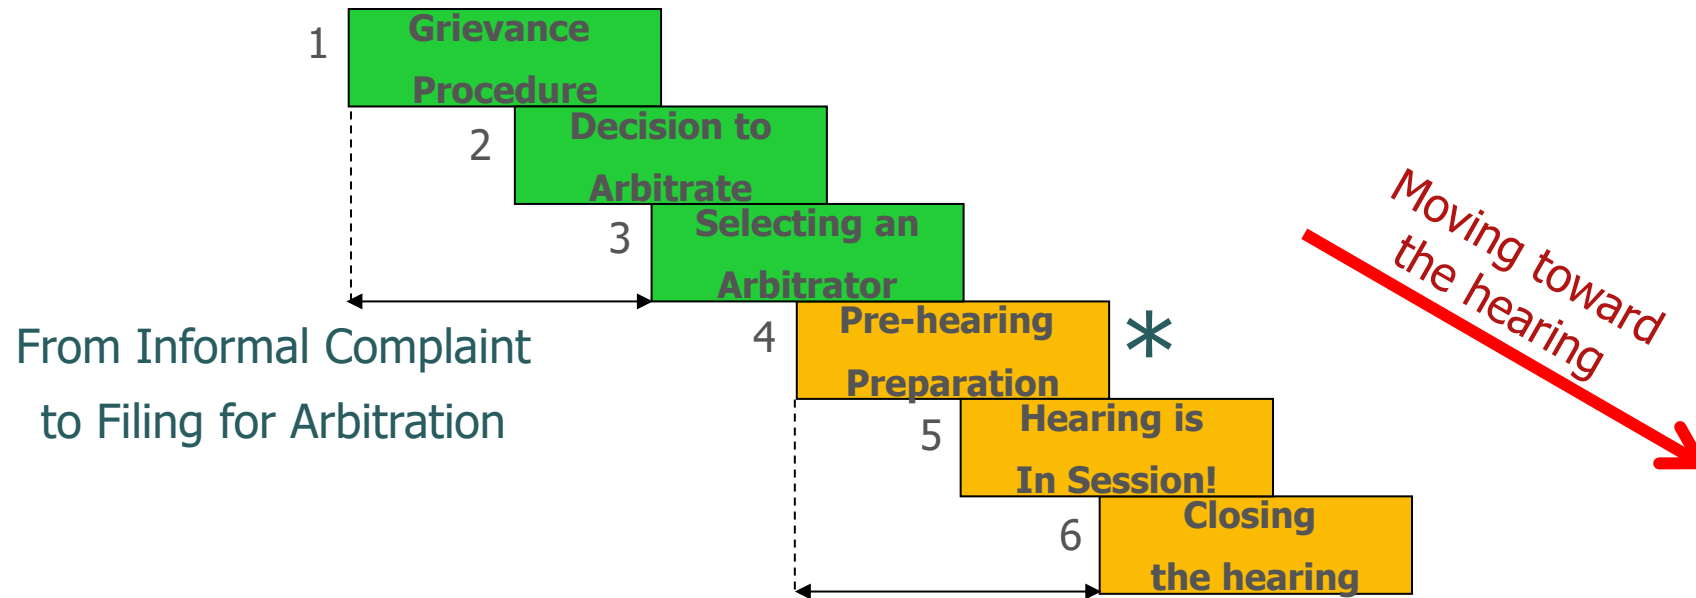 1
Grievance
Procedure
2
Decision to
Arbitrate
3
Selecting an
Arbitrator
4
Pre-hearing
Preparation
*
5
Hearing is
In Session!
6
Closing
the hearing
From Informal Complaint
to Filing for Arbitration
Moving toward
the hearing